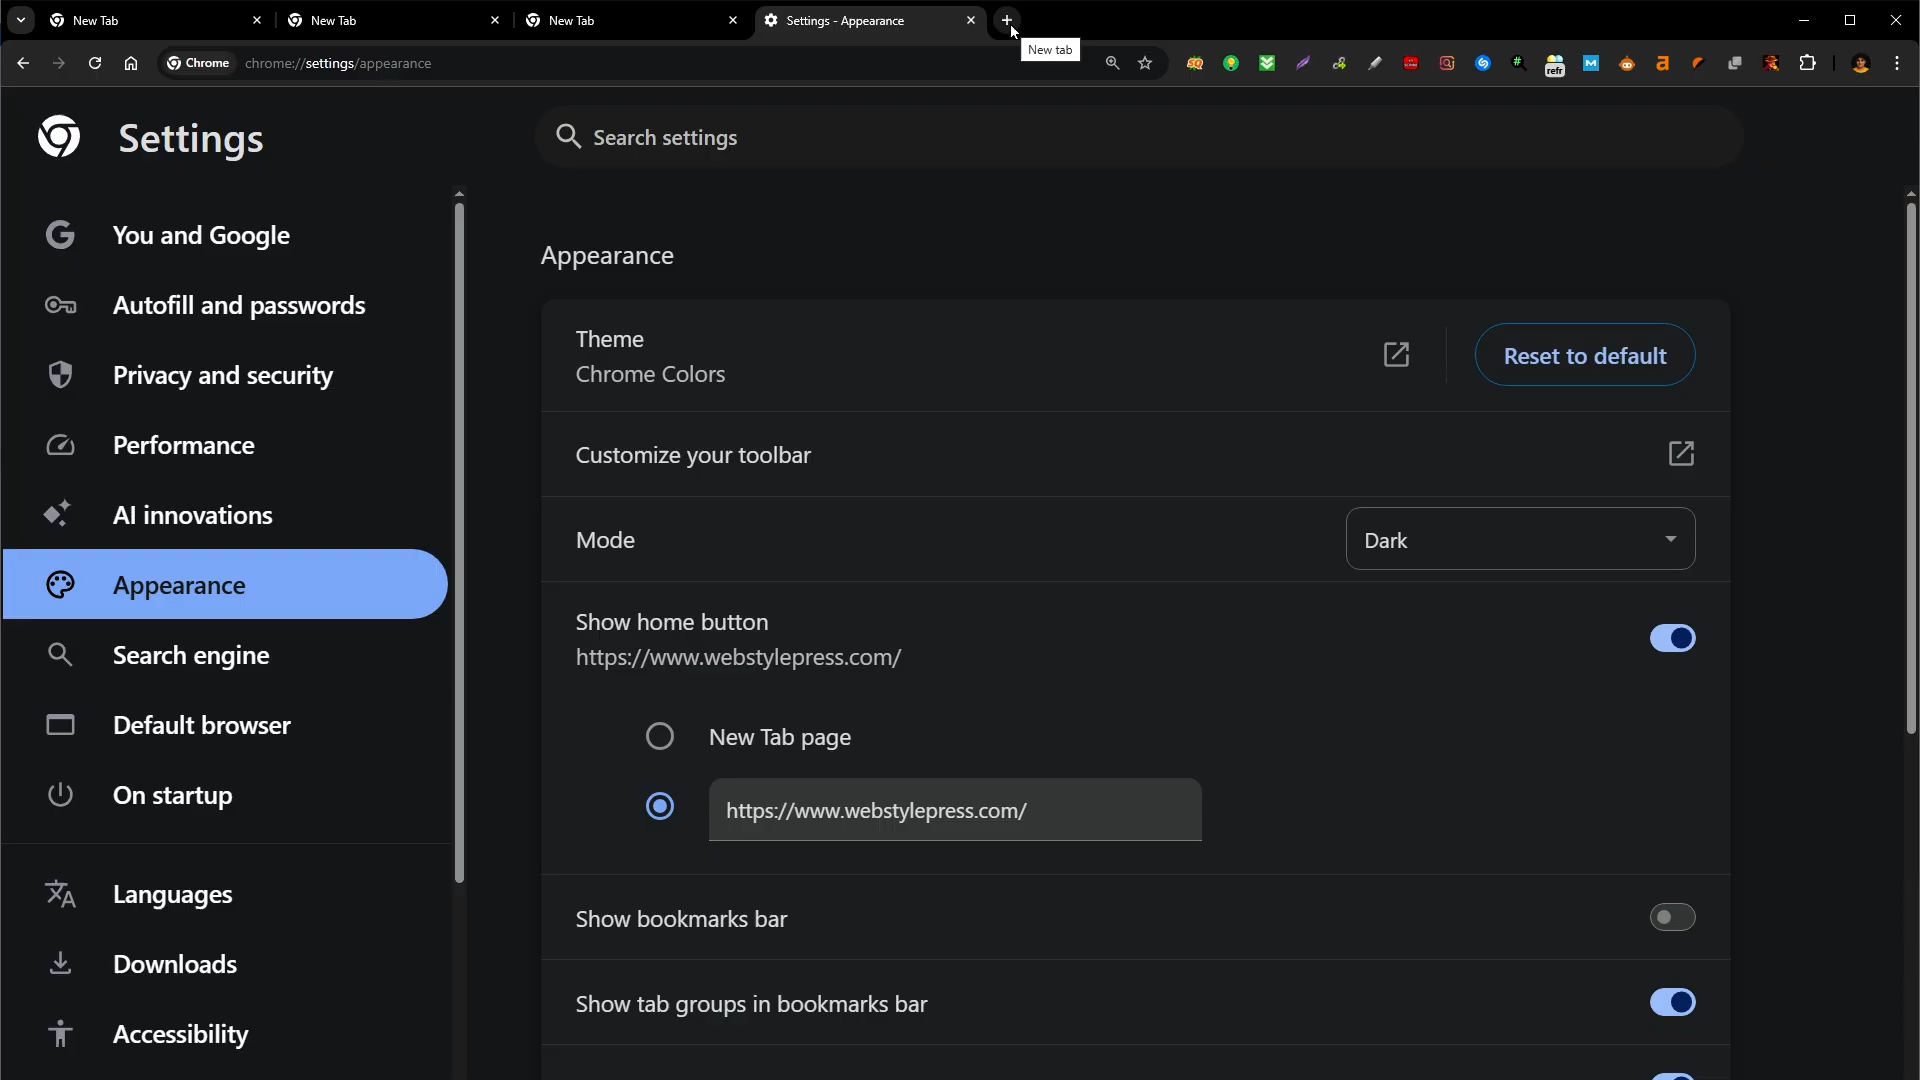 New Tab
New Tab
New Tab
Settings - Appearance
New tab
Chrome
chrome://settings/appearance
refr
Settings
Search settings
You and Google
Autofill and passwords
Privacy and security
Performance
AI innovations
Appearance
Search engine
Default browser
On startup
Languages
Downloads
Accessibility
Appearance
Theme
Chrome Colors
Reset to default
Customize your toolbar
Mode
Dark
Show home button
https://www.webstylepress.com/
New Tab page
https://www.webstylepress.com/
Show bookmarks bar
Show tab groups in bookmarks bar